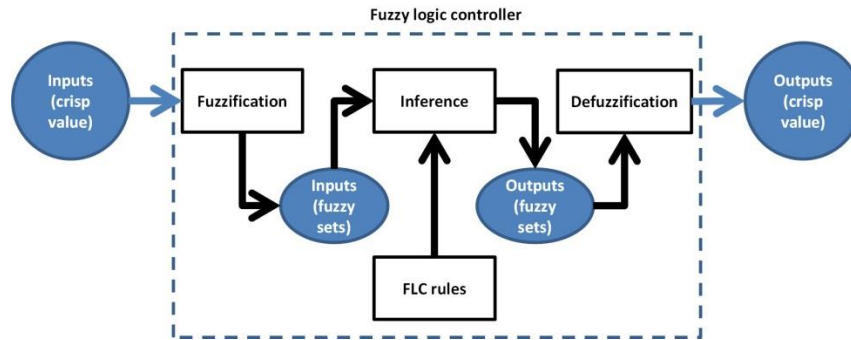 Fuzzy logic controller
Inputs
(crisp
value)
Fuzzification
Inference
Defuzzification
Outputs
(crisp
value)
Inputs
(fuzzy
sets)
Outputs
(fuzzy
sets)
FLC rules